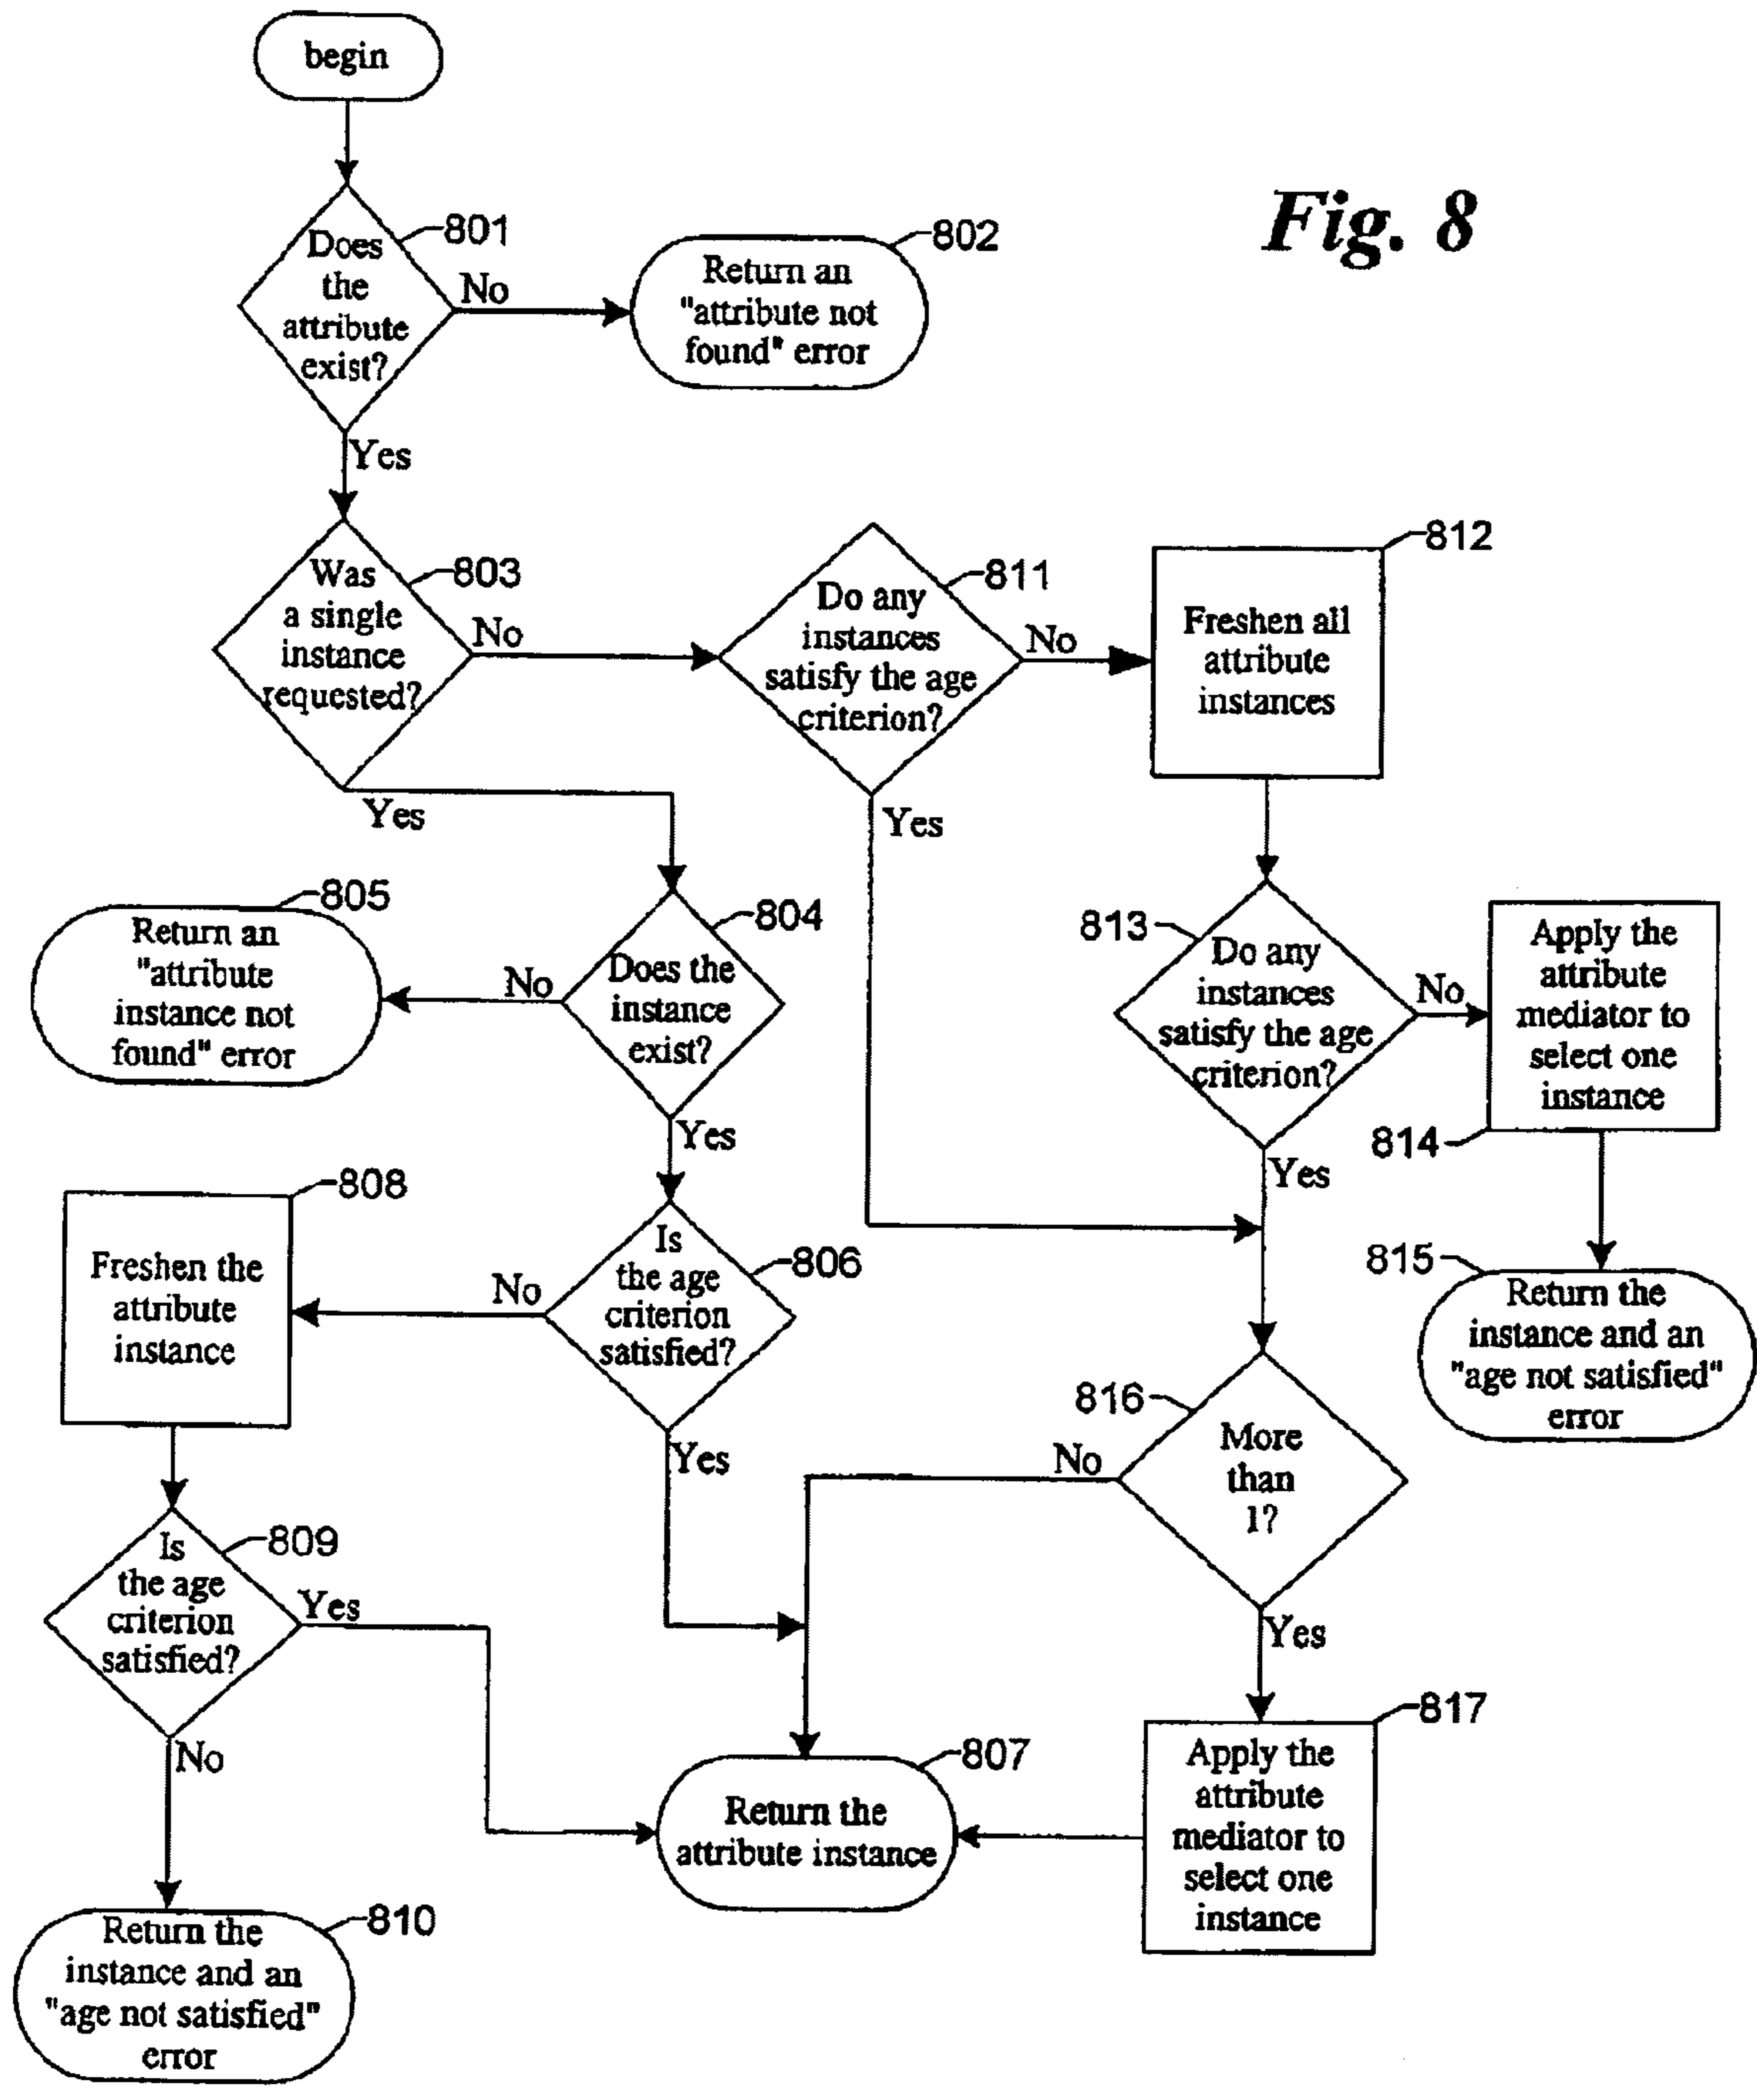 begin
Fig. 8
801
Does
the
attribute
exist?
No
802
Return an
"attribute not
found" error
Yes
803
Was
a single
instance
requested?
No
811
Do any
instances
satisfy the age
criterion?
No
812
Freshen all
attribute
instances
Yes
Yes
805
Return an
"attribute
instance not
found" error
No
804
Does the
instance
exist?
813
Do any
instances
satisfy the age
criterion?
No
Apply the
attribute
mediator to
select one
instance
814
Yes
Yes
808
Freshen the
attribute
instance
No
806
Is
the age
criterion
satisfied?
815
Return the
instance and an
"age not satisfied"
error
Yes
816
More
than
1?
No
809
Is
the age
criterion
satisfied?
Yes
Yes
No
807
Return the
attribute instance
817
Apply the
attribute
mediator to
select one
instance
810
Return the
instance and an
"age not satisfied"
error